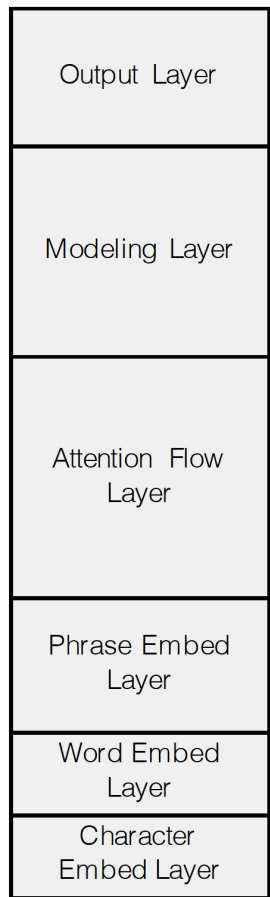 Output Layer
Modeling Layer
Attention Flow
Layer
Phrase Embed
Layer
Word Embed
Layer
Character
Embed Layer